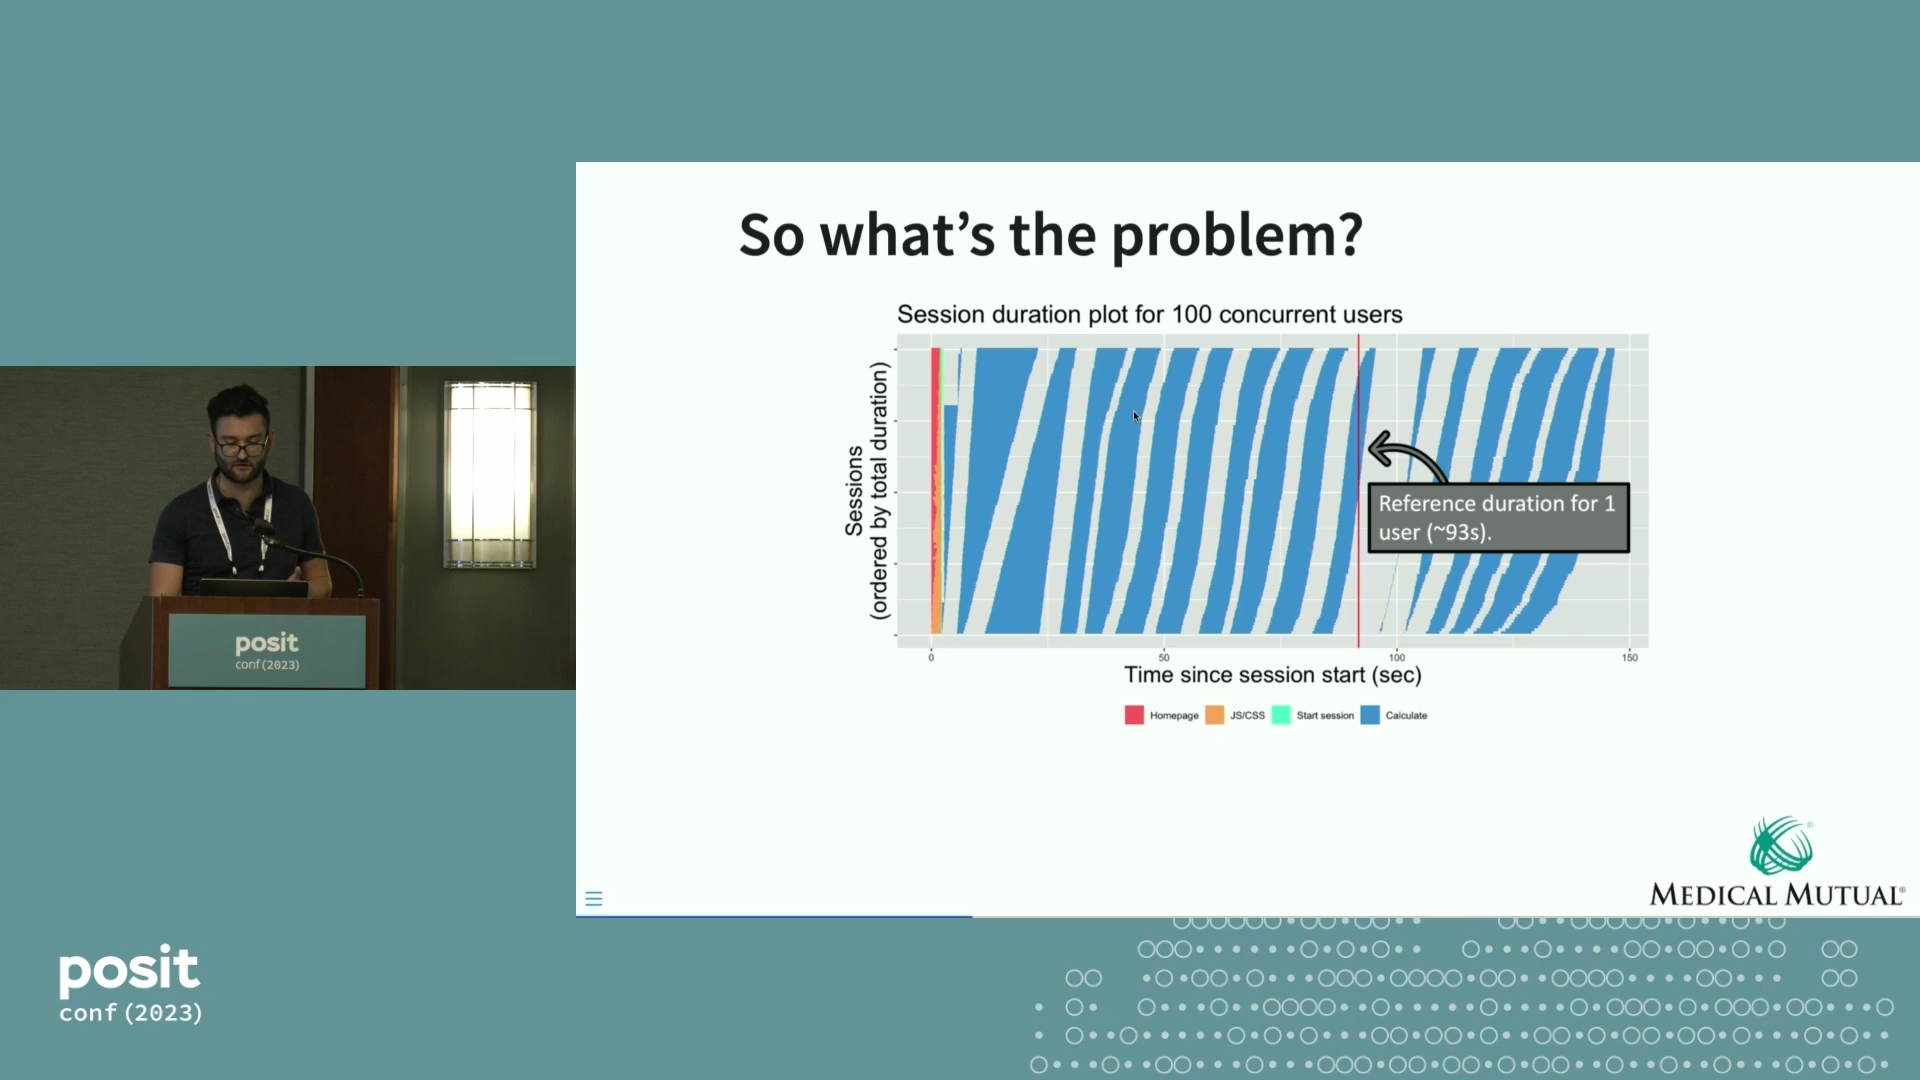 So what's the problem?
Session duration plot for 100 concurrent users
Sessions
(ordered by total duration)
Reference duration for 1
user (~93s).
0
50
100
150
Time since session start (sec)
Homepage
JS/CSS
Start session
Calculate
MEDICAL MUTUAL®
posit
conf(2023)
posit
conf(2023)